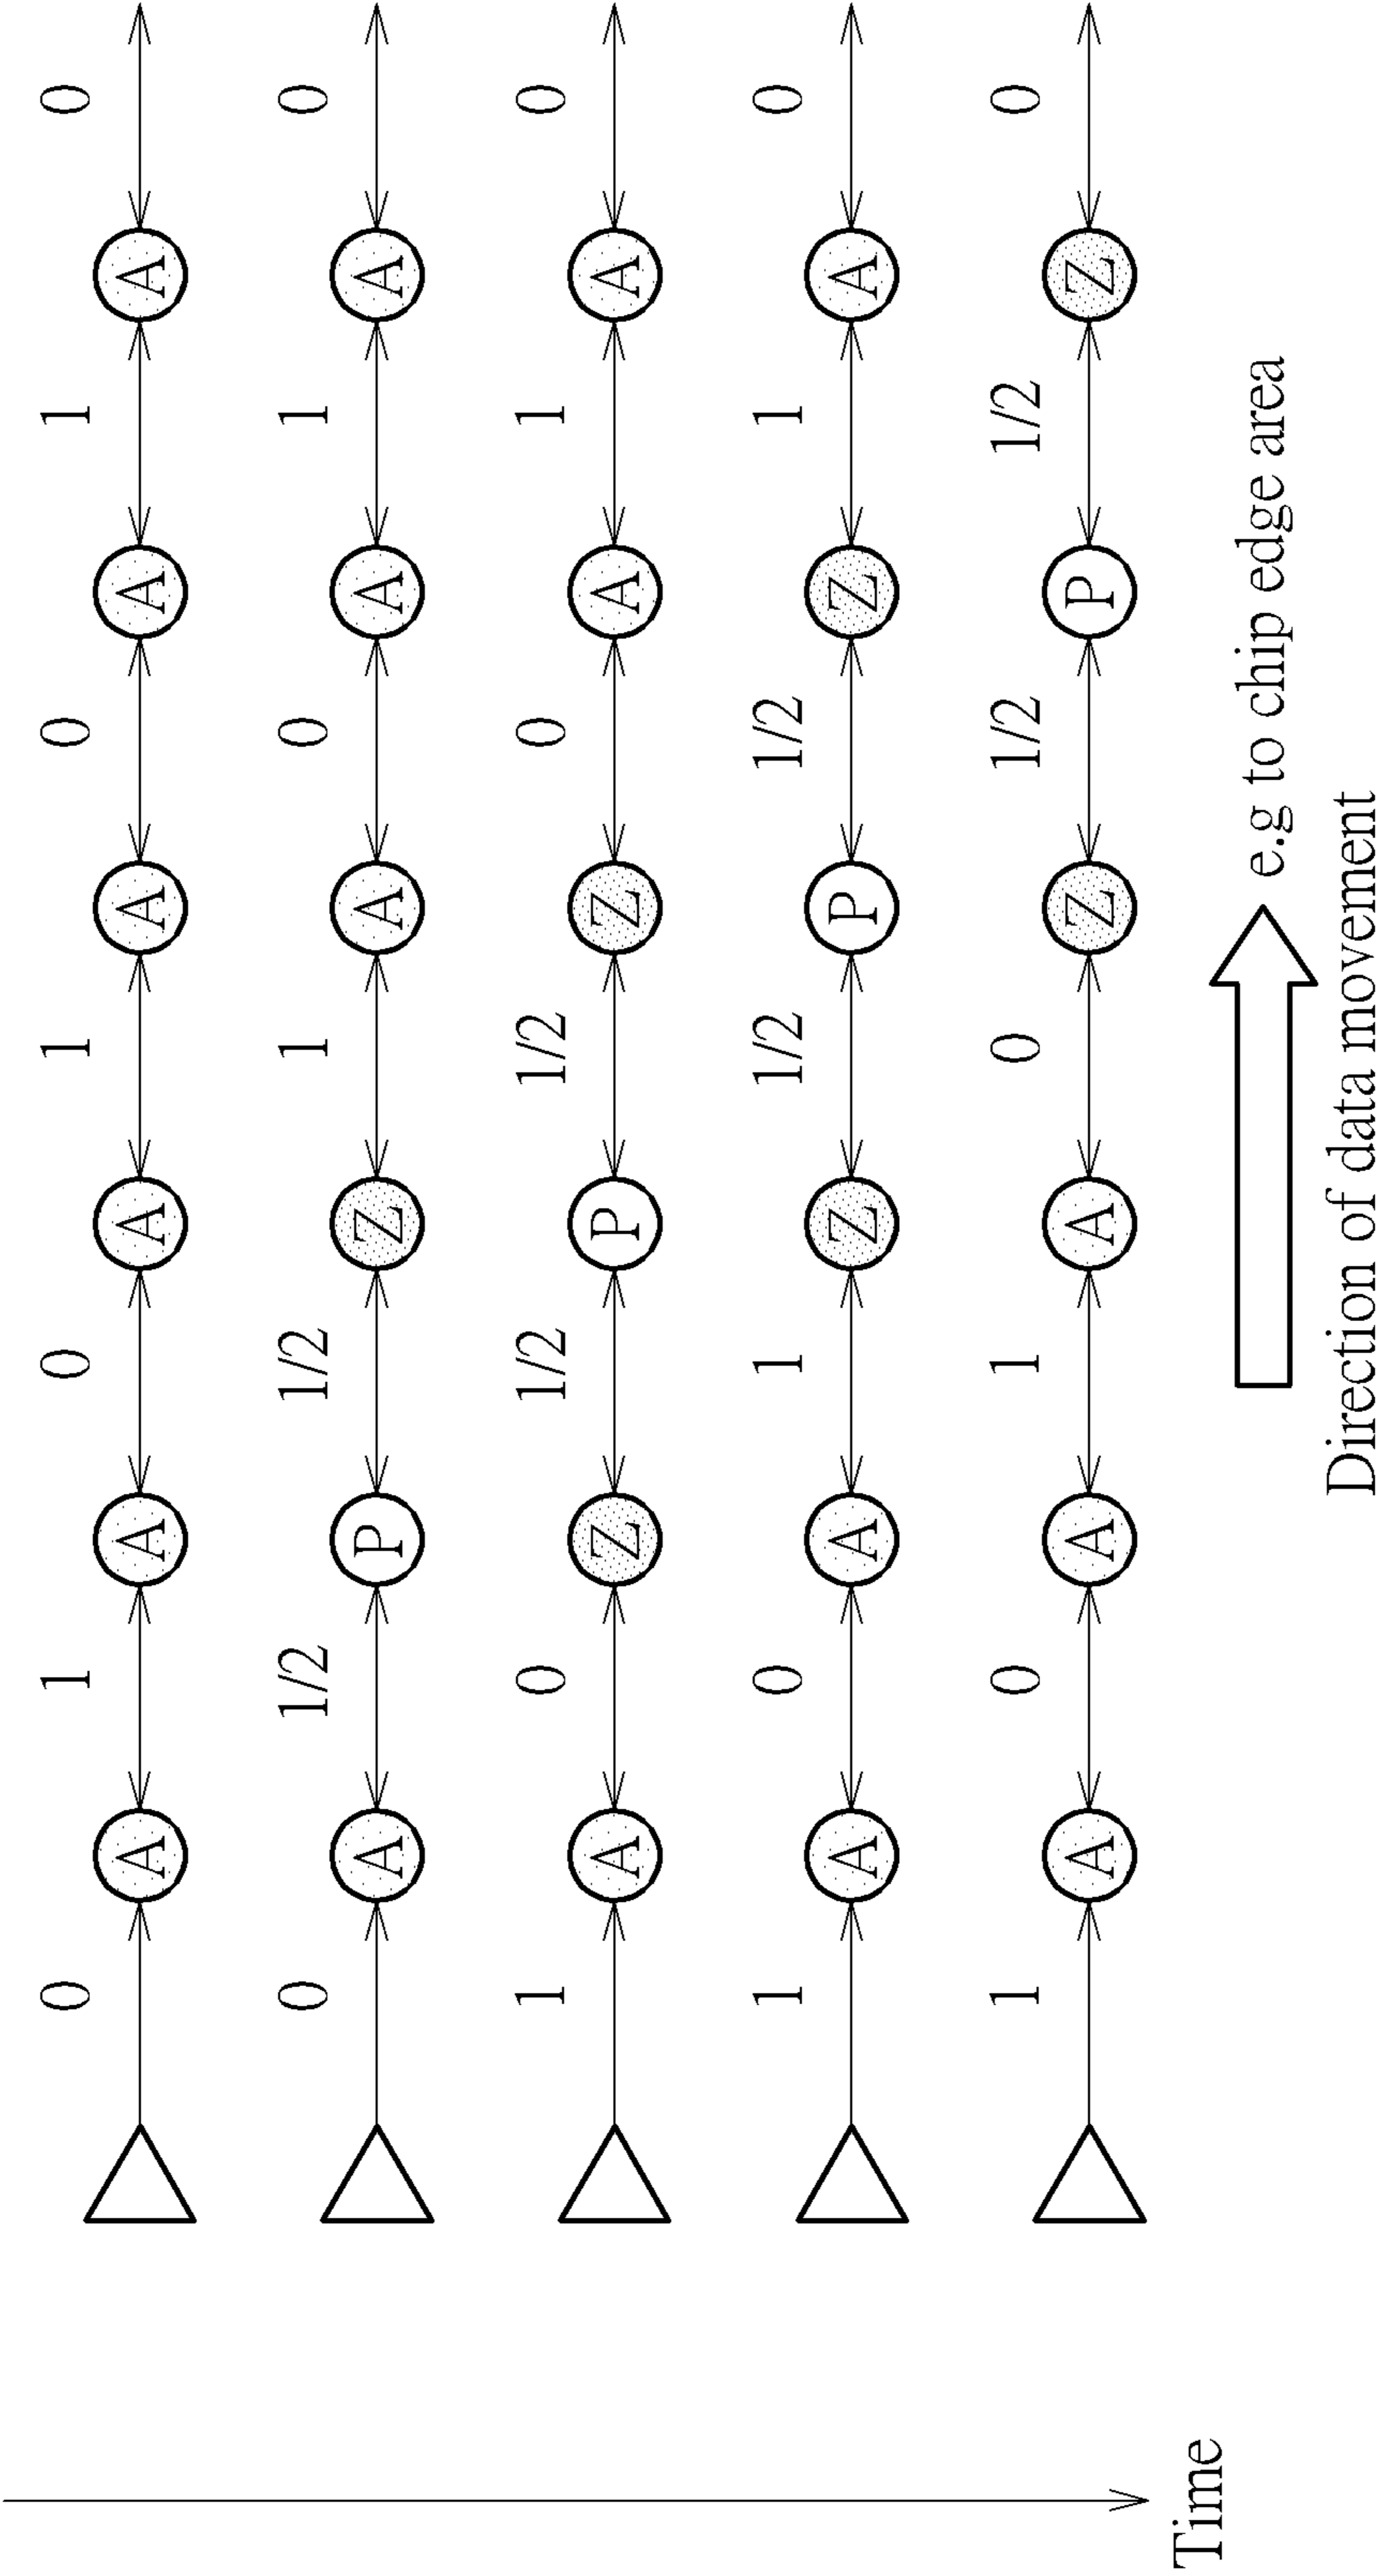 0 1 0 1 0 1 0
A A A A A A
0 1/2 1/2 1 0 1 0
A P Z A A A
1 0 1/2 1/2 0 1 0
A Z P Z A A
1 0 1 1/2 1/2 1 0
A A Z P Z A
1 0 1 0 1/2 1/2 0
A A A Z P Z
Time
e.g to chip edge area
Direction of data movement